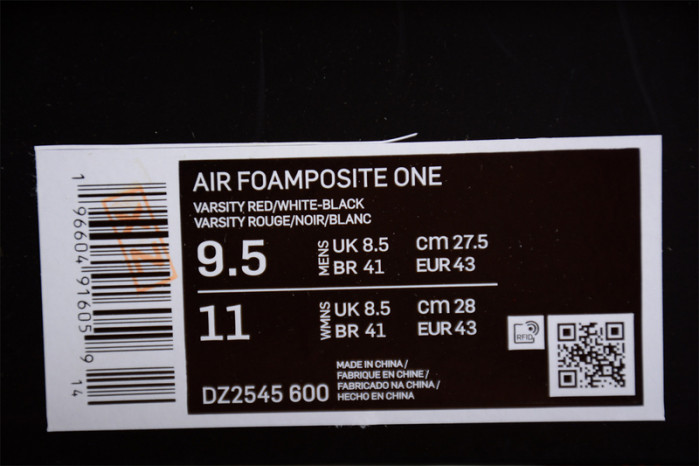 AIR FOAMPOSITE ONE
VARSITY RED/WHITE-BLACK
VARSITY ROUGE/NOIR/BLANC
9.5 MENS UK 8.5 cm 27.5
BR 41 EUR 43
11 WMNS UK 8.5 cm 28
BR 41 EUR 43
RFID
DZ2545 600
MADE IN CHINA /
FABRIQUE EN CHINE /
FABRICADO NA CHINA /
HECHO EN CHINA
1 96604 91605 9 14